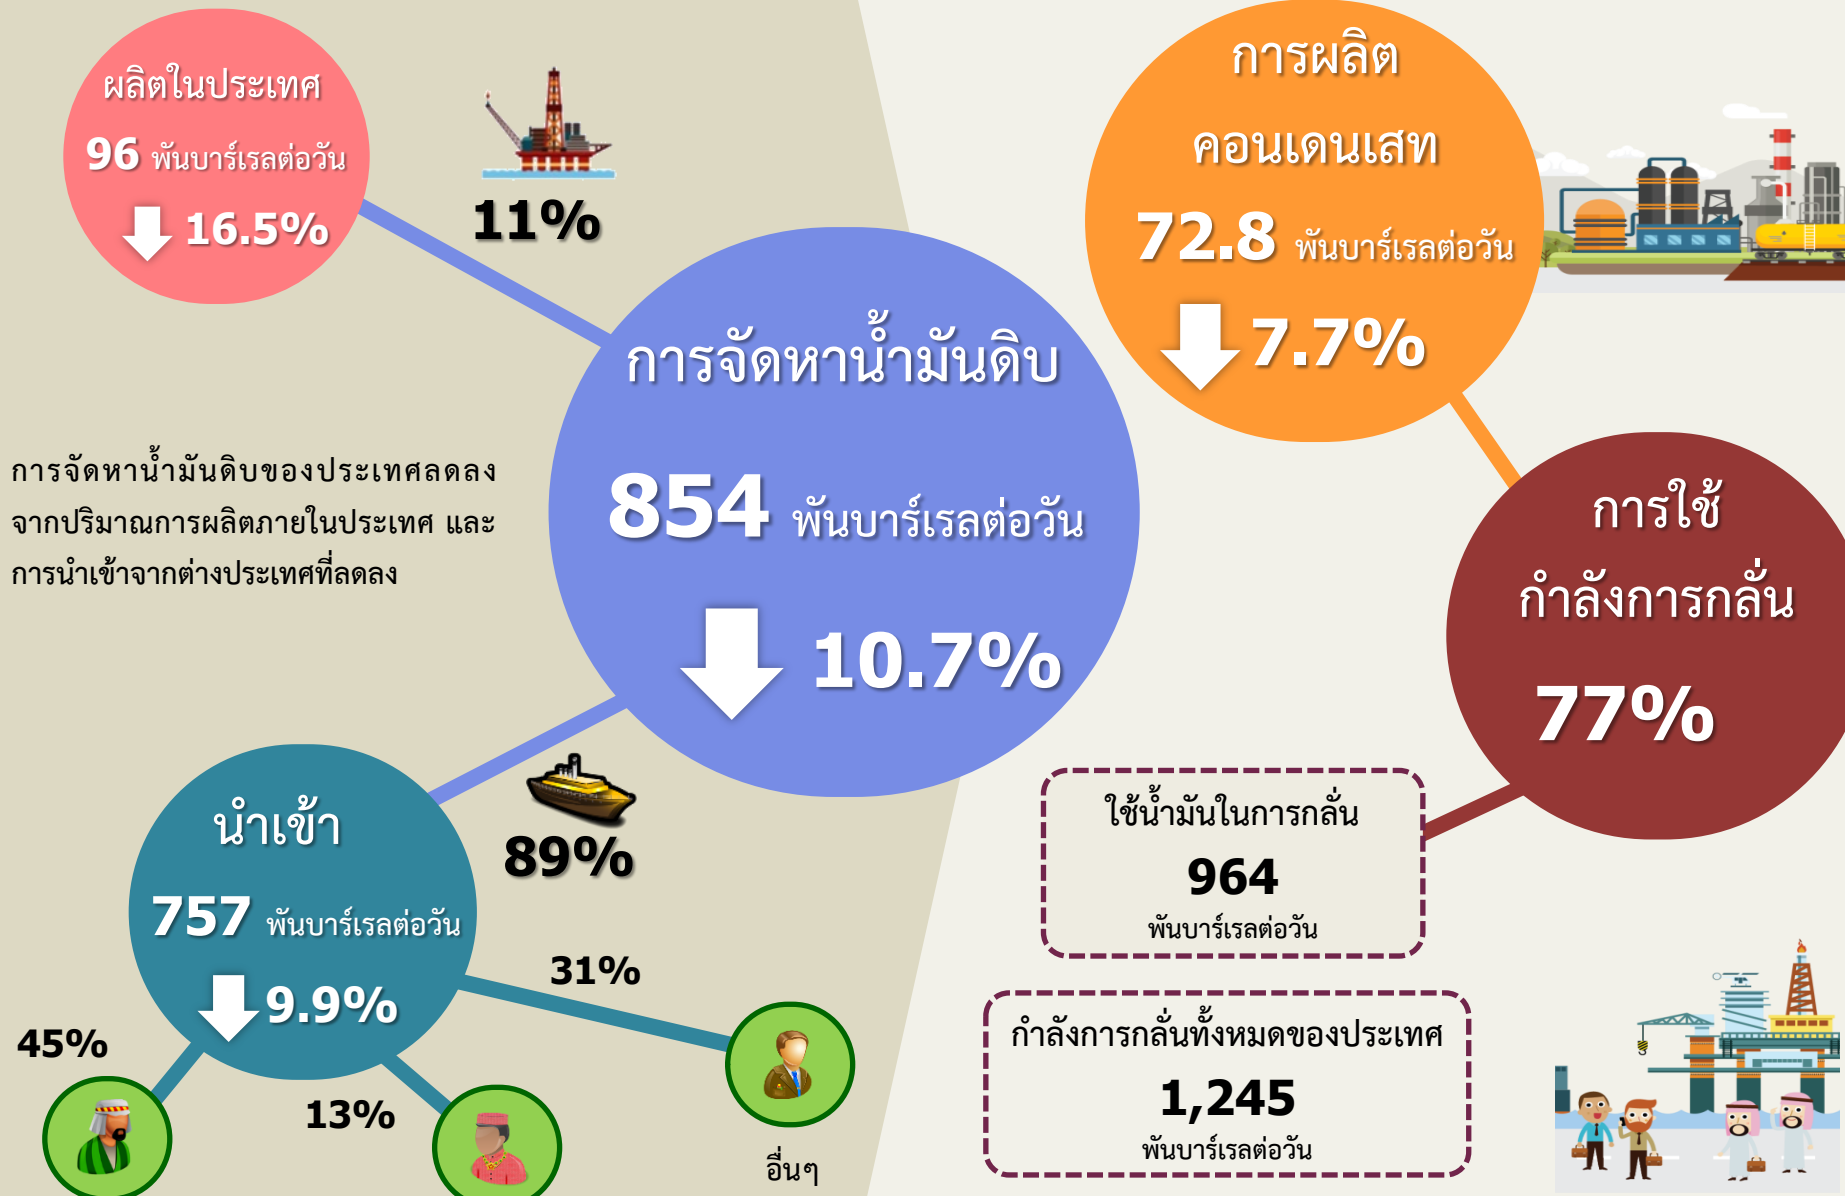 ผลิตในประเทศ
96 พันบาร์เรลต่อวัน
16.5%
11%
การจัดหาน้ำมันดิบ
854 พันบาร์เรลต่อวัน
10.7%
การจัดหาน้ำมันดิบของประเทศลดลง
จากปริมาณการผลิตภายในประเทศ และ
การนำเข้าจากต่างประเทศที่ลดลง
89%
นำเข้า
757 พันบาร์เรลต่อวัน
9.9%
45%
13%
31%
อื่นๆ
การผลิต
คอนเดนเสท
72.8 พันบาร์เรลต่อวัน
7.7%
การใช้
กำลังการกลั่น
77%
ใช้น้ำมันในการกลั่น
964
พันบาร์เรลต่อวัน
กำลังการกลั่นทั้งหมดของประเทศ
1,245
พันบาร์เรลต่อวัน